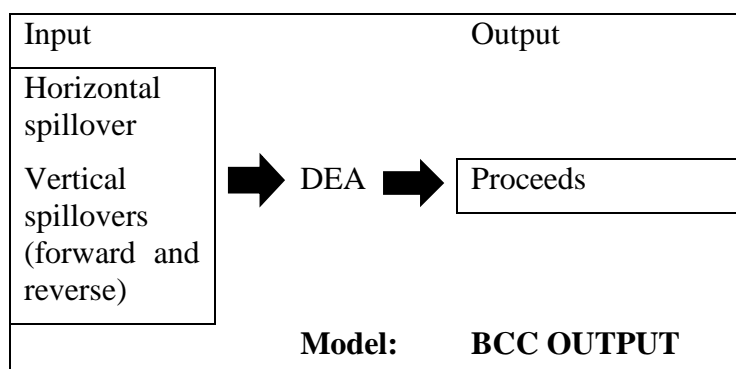 Input Output
Horizontal
spillover
Vertical
spillovers
(forward and
reverse)
DEA
Proceeds
Model: BCC OUTPUT